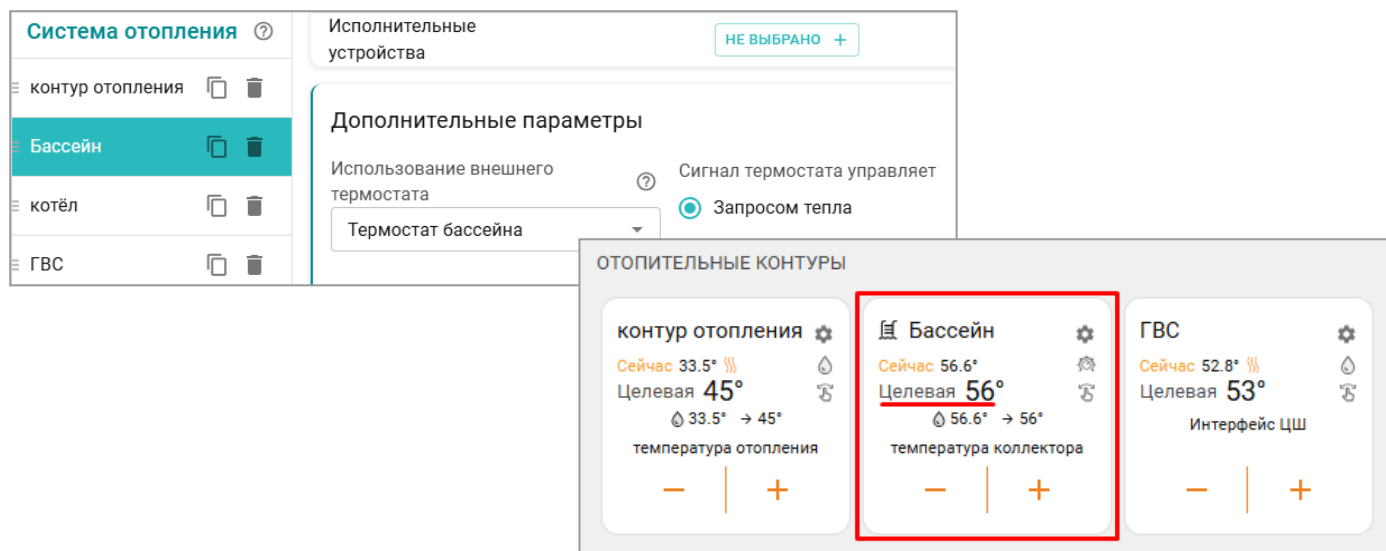 Система отопления
контур отопления
Бассейн
котёл
ГВС
Исполнительные
устройства
НЕ ВЫБРАНО +
Дополнительные параметры
Использование внешнего
термостата
Термостат бассейна
Сигнал термостата управляет
Запросом тепла
ОТОПИТЕЛЬНЫЕ КОНТУРЫ
контур отопления
Сейчас 33.5°
Целевая 45°
33.5° → 45°
температура отопления
− +
Бассейн
Сейчас 56.6°
Целевая 56°
56.6° → 56°
температура коллектора
− +
ГВС
Сейчас 52.8°
Целевая 53°
Интерфейс ЦШ
− +